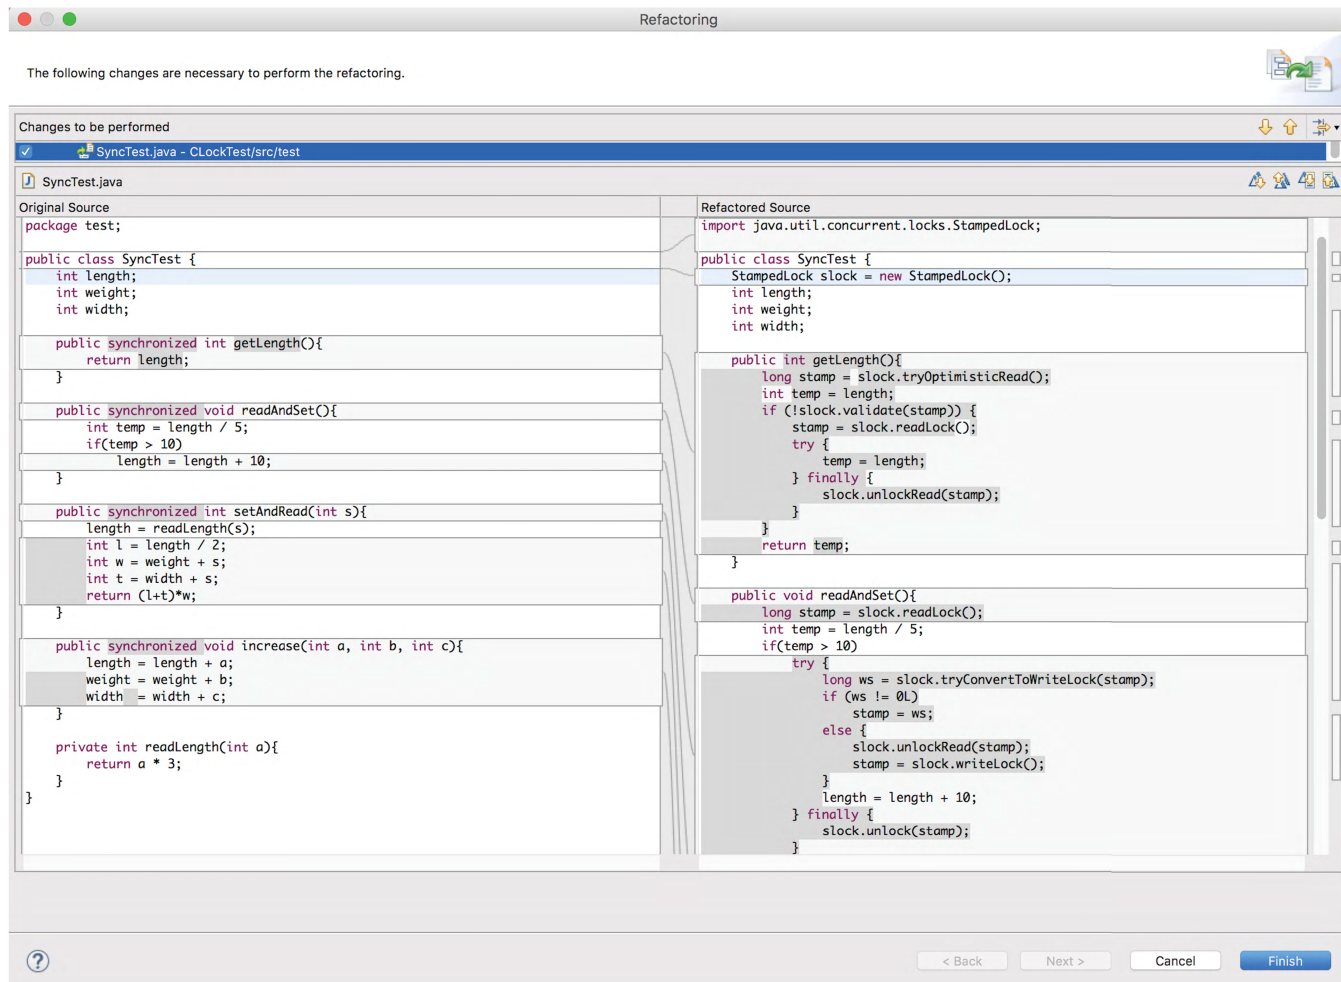 Refactoring
The following changes are necessary to perform the refactoring.
Changes to be performed
SyncTest.java - CLockTest/src/test
SyncTest.java
Original Source
package test;
public class SyncTest {
int length;
int weight;
int width;
public synchronized int getLength(){
return length;
}
public synchronized void readAndSet(){
int temp = length / 5;
if(temp > 10)
length = length + 10;
}
public synchronized int setAndRead(int s){
length = readLength(s);
int l = length / 2;
int w = weight + s;
int t = width + s;
return (l+t)*w;
}
public synchronized void increase(int a, int b, int c){
length = length + a;
weight = weight + b;
width = width + c;
}
private int readLength(int a){
return a * 3;
}
}
Refactored Source
import java.util.concurrent.locks.StampedLock;
public class SyncTest {
StampedLock slock = new StampedLock();
int length;
int weight;
int width;
public int getLength(){
long stamp = slock.tryOptimisticRead();
int temp = length;
if (!slock.validate(stamp)) {
stamp = slock.readLock();
try {
temp = length;
} finally {
slock.unlockRead(stamp);
}
}
return temp;
}
public void readAndSet(){
long stamp = slock.readLock();
int temp = length / 5;
if(temp > 10)
try {
long ws = slock.tryConvertToWriteLock(stamp);
if (ws != 0L)
stamp = ws;
else {
slock.unlockRead(stamp);
stamp = slock.writeLock();
}
length = length + 10;
} finally {
slock.unlock(stamp);
}
?
< Back
Next >
Cancel
Finish